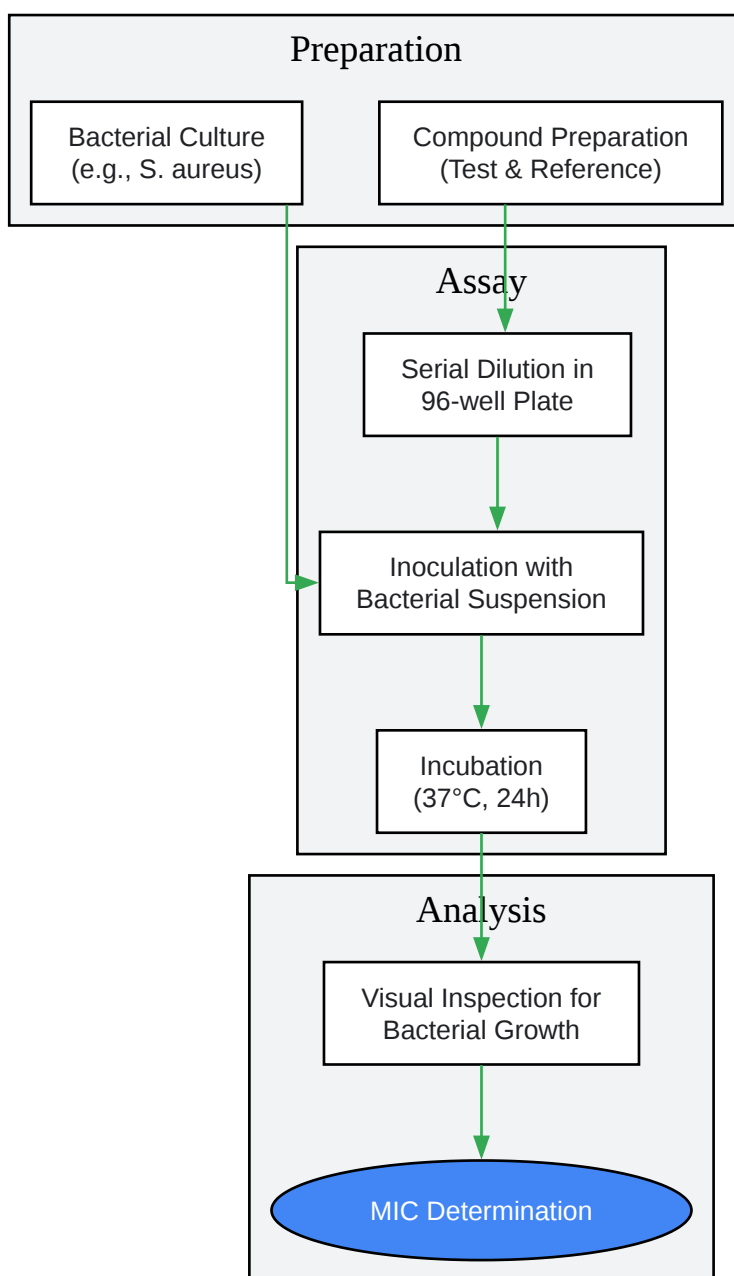 Preparation
Bacterial Culture
(e.g., S. aureus)
Compound Preparation
(Test & Reference)
Assay
Serial Dilution in
96-well Plate
Inoculation with
Bacterial Suspension
Incubation
(37°C, 24h)
Analysis
Visual Inspection for
Bacterial Growth
MIC Determination